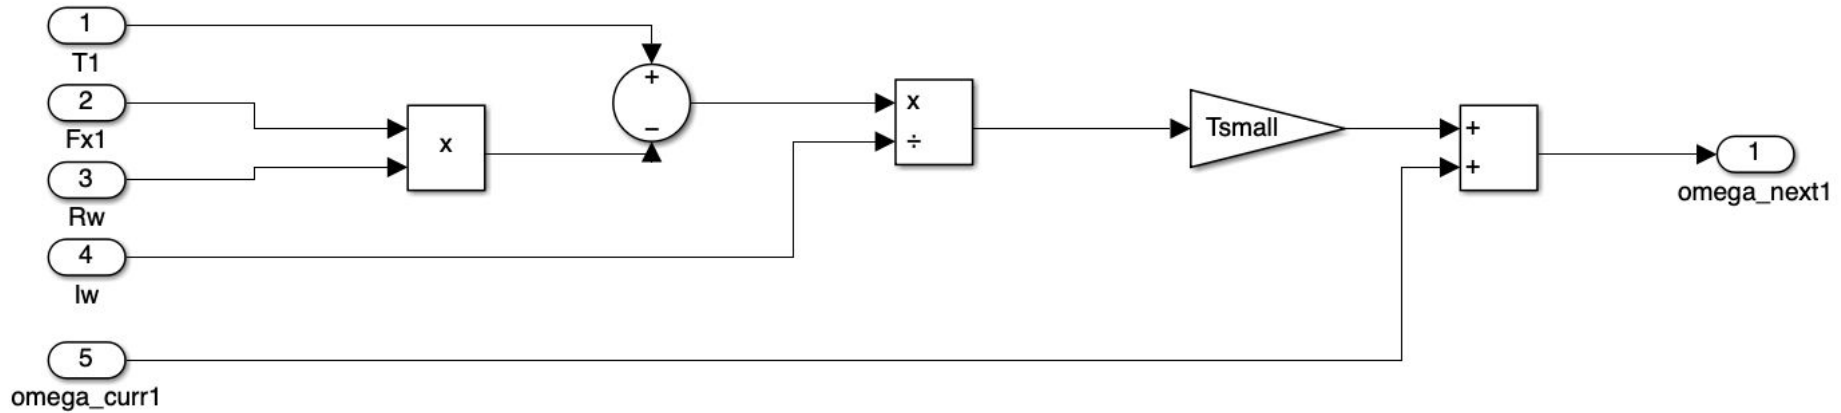 1
T1
2
Fx1
3
Rw
4
Iw
5
omega_curr1
x
+
−
x
÷
Tsmall
+
+
1
omega_next1